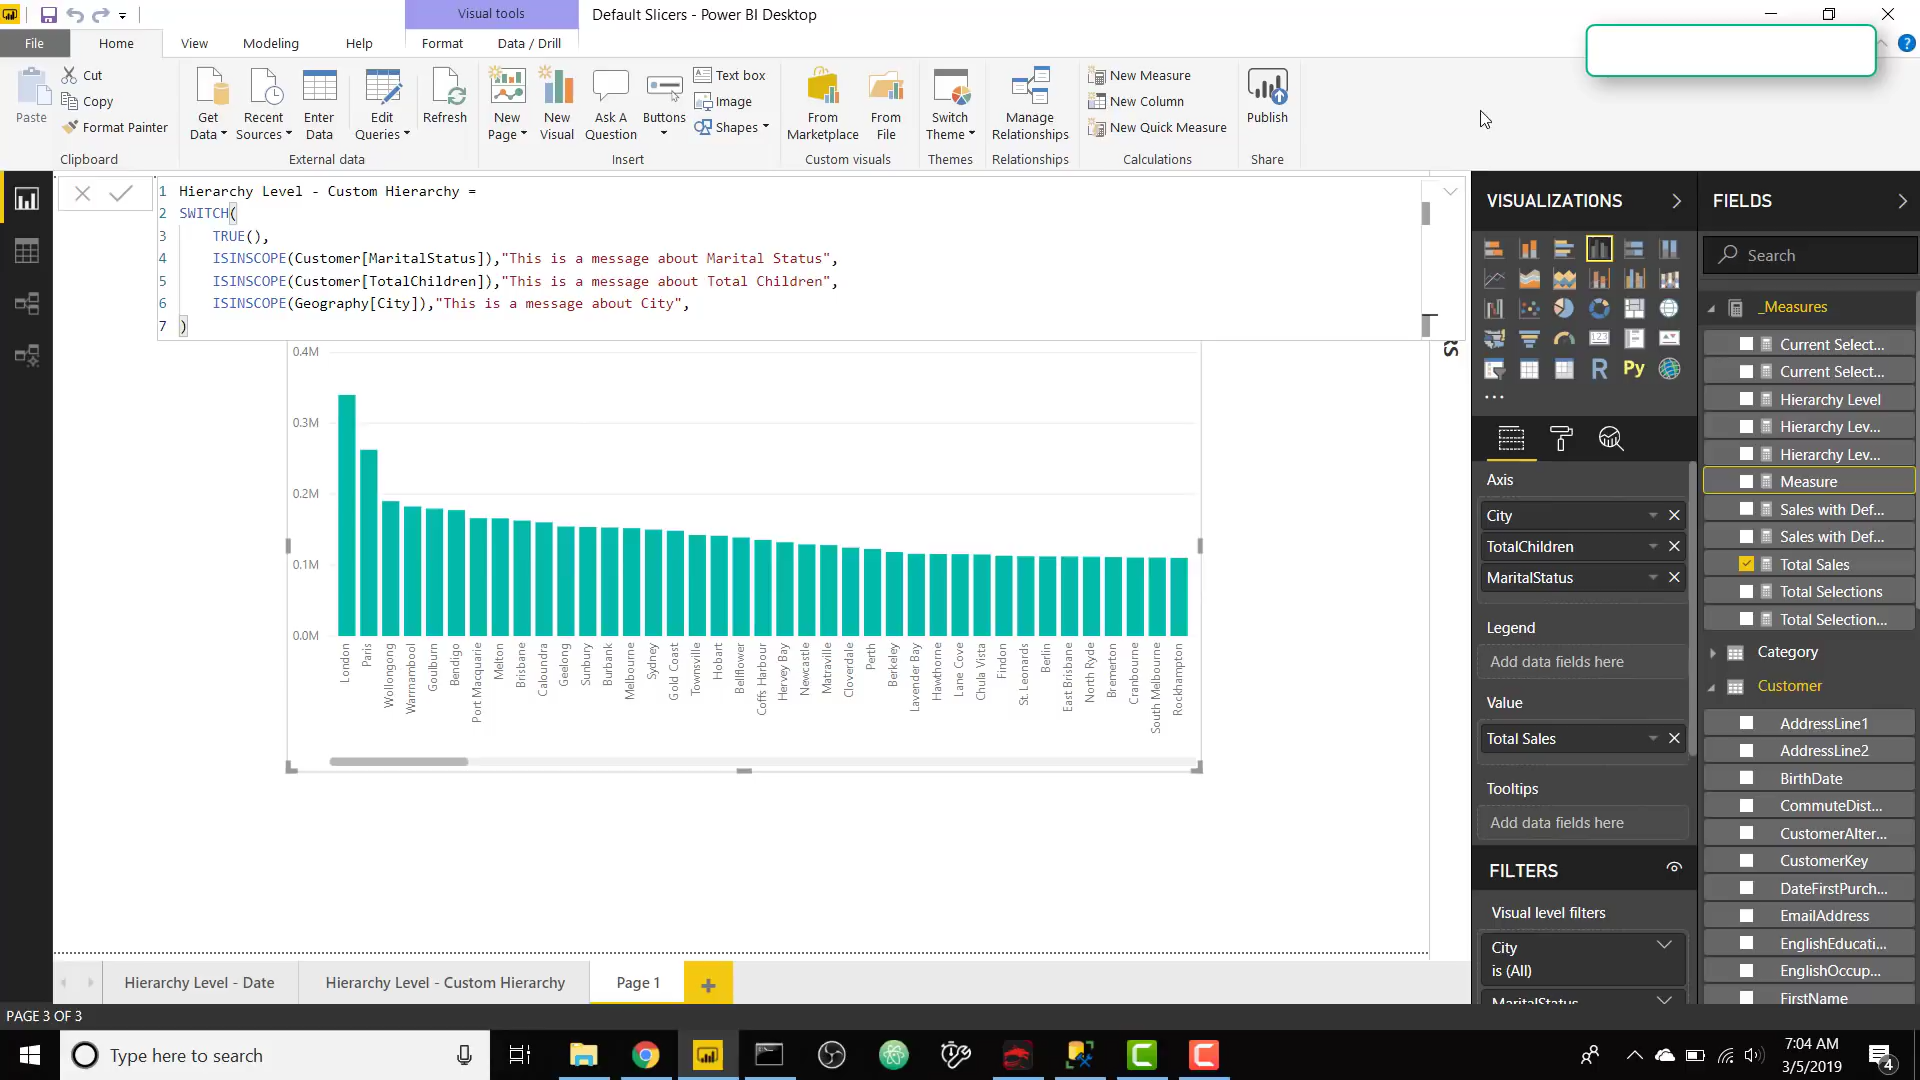 Visual tools
Default Slicers - Power BI Desktop
File
Home
View
Modeling
Help
Format
Data / Drill
Paste
Cut
Copy
Format Painter
Clipboard
Get Data
Recent Sources
Enter Data
Edit Queries
Refresh
External data
New Page
New Visual
Ask A Question
Buttons
Text box
Image
Shapes
Insert
From Marketplace
From File
Custom visuals
Switch Theme
Themes
Manage Relationships
Relationships
New Measure
New Column
New Quick Measure
Calculations
Publish
Share
1 Hierarchy Level - Custom Hierarchy =
2 SWITCH(
3 TRUE(),
4 ISINSCOPE(Customer[MaritalStatus]),"This is a message about Marital Status",
5 ISINSCOPE(Customer[TotalChildren]),"This is a message about Total Children",
6 ISINSCOPE(Geography[City]),"This is a message about City",
7 )
0.4M
0.3M
0.2M
0.1M
0.0M
London
Paris
Wollongong
Warrnambool
Goulburn
Bendigo
Port Macquarie
Melton
Brisbane
Caloundra
Geelong
Sunbury
Burbank
Melbourne
Sydney
Gold Coast
Townsville
Hobart
Bellflower
Coffs Harbour
Hervey Bay
Newcastle
Matraville
Cloverdale
Perth
Berkeley
Lavender Bay
Hawthorne
Lane Cove
Chula Vista
Findon
St. Leonards
Berlin
East Brisbane
North Ryde
Bremerton
Cranbourne
South Melbourne
Rockhampton
VISUALIZATIONS
R
Py
Axis
City
TotalChildren
MaritalStatus
Legend
Add data fields here
Value
Total Sales
Tooltips
Add data fields here
FILTERS
Visual level filters
City
is (All)
MaritalStatus
FIELDS
Search
_Measures
Current Select...
Current Select...
Hierarchy Level
Hierarchy Lev...
Hierarchy Lev...
Measure
Sales with Def...
Sales with Def...
Total Sales
Total Selections
Total Selection...
Category
Customer
AddressLine1
AddressLine2
BirthDate
CommuteDist...
CustomerAlter...
CustomerKey
DateFirstPurch...
EmailAddress
EnglishEducati...
EnglishOccup...
FirstName
Hierarchy Level - Date
Hierarchy Level - Custom Hierarchy
Page 1
PAGE 3 OF 3
Type here to search
7:04 AM
3/5/2019
4